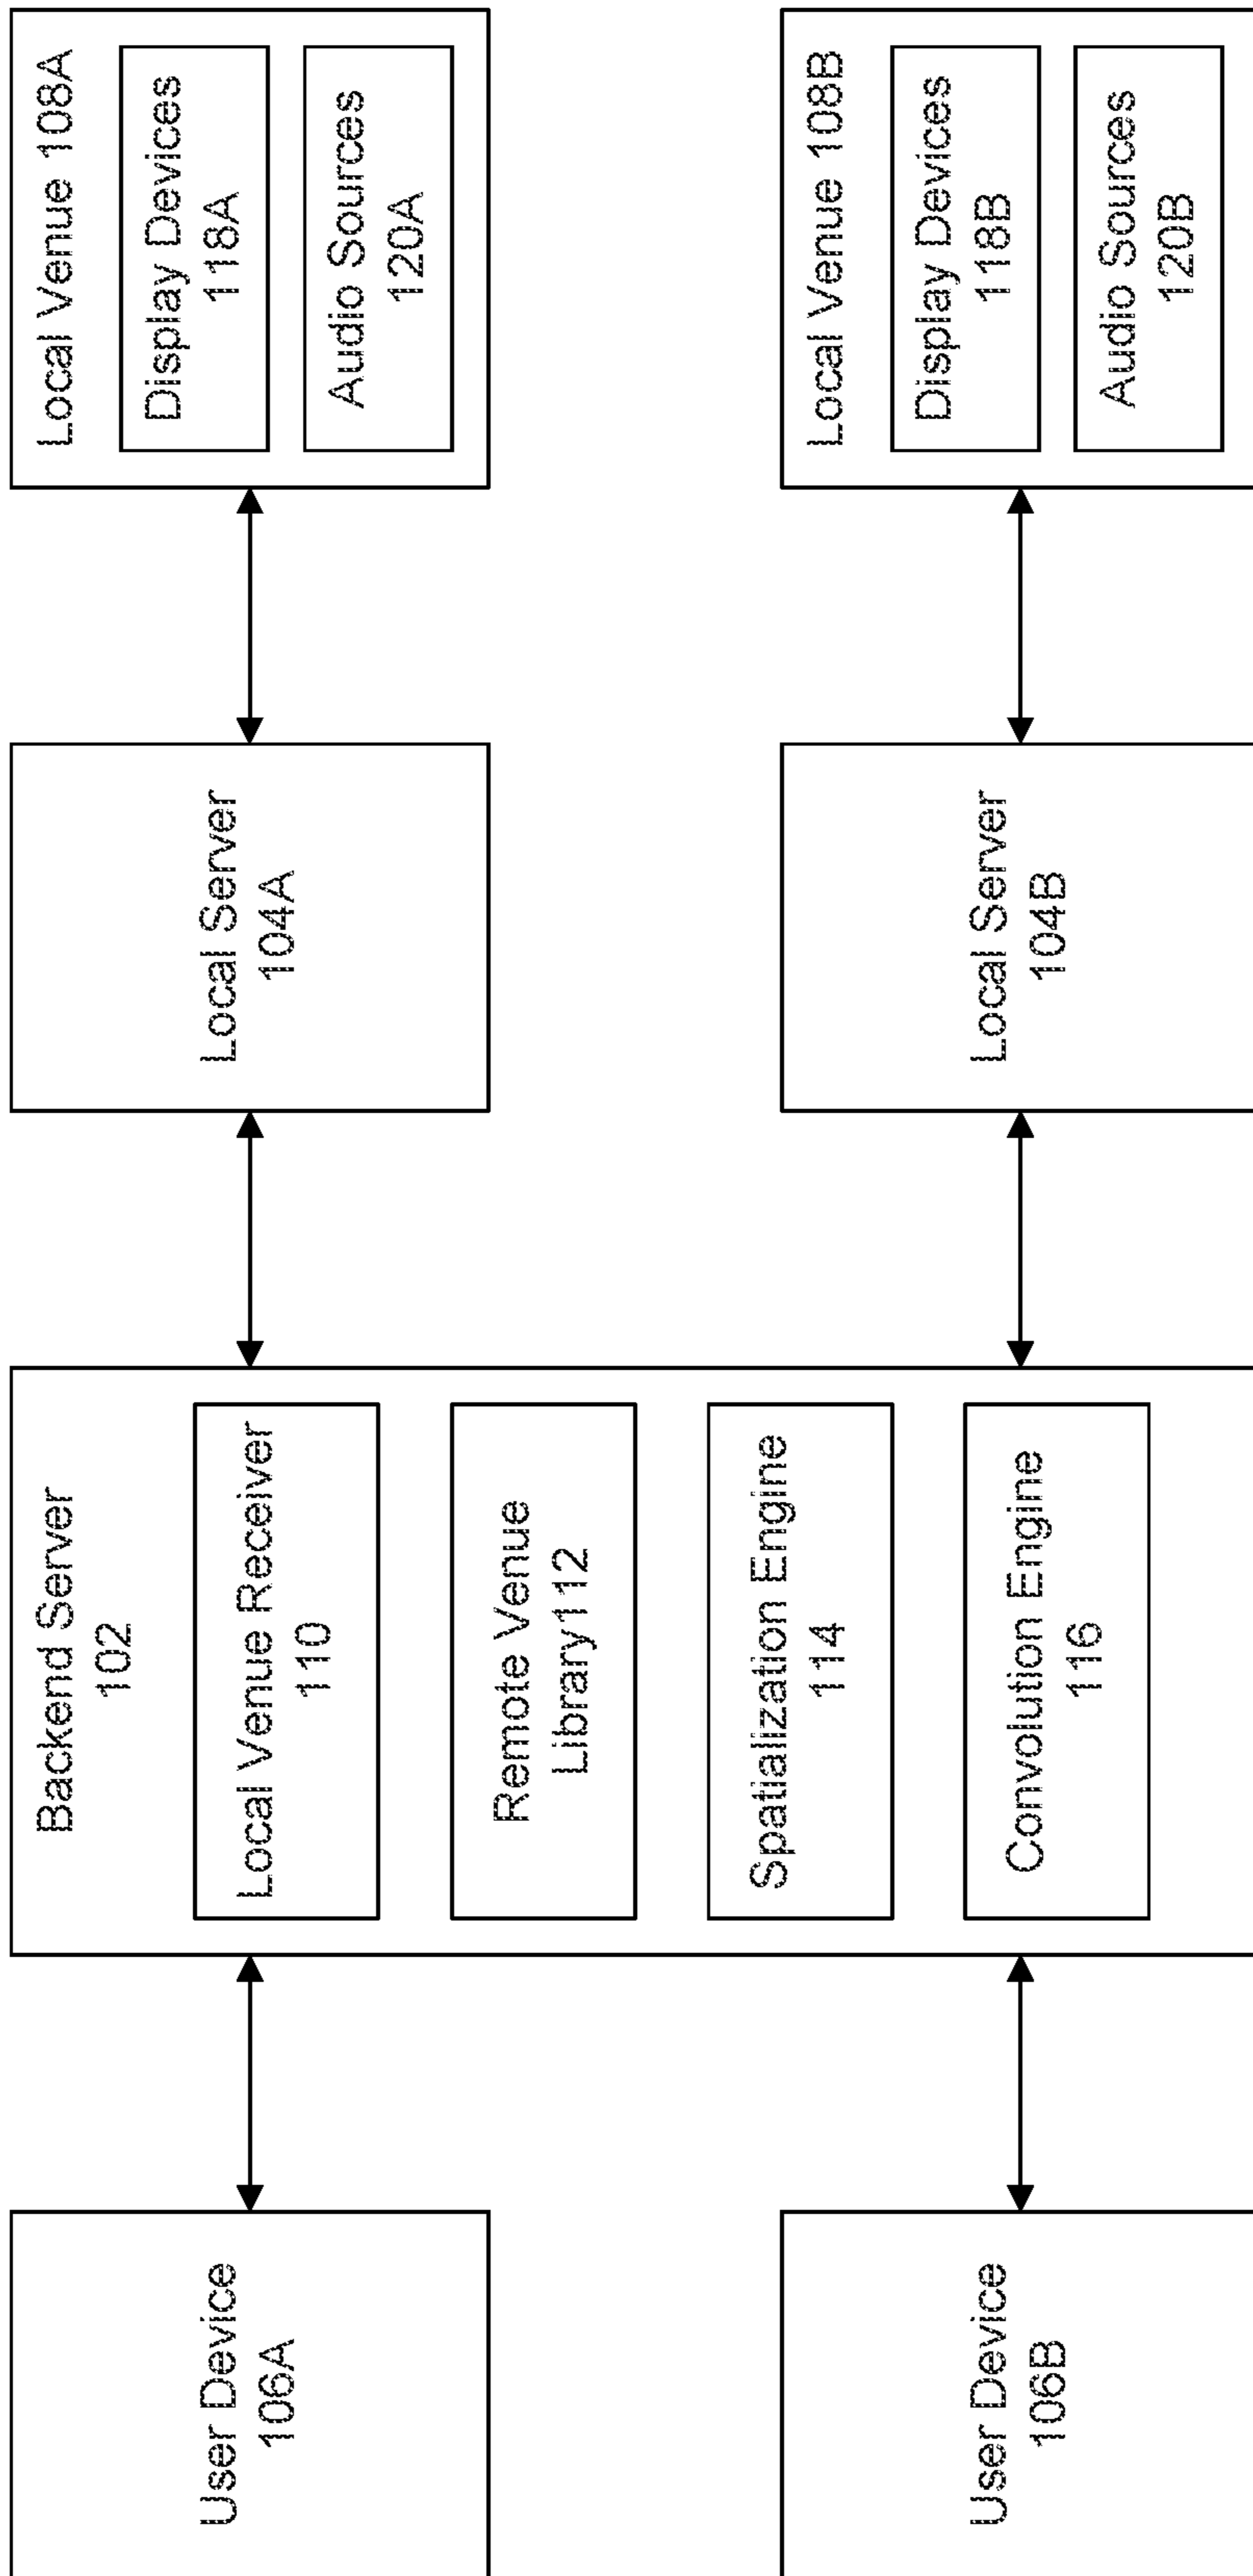 User Device
106A
User Device
106B
Backend Server
102
Local Venue Receiver
110
Remote Venue
Library112
Spatialization Engine
114
Convolution Engine
116
Local Server
104A
Local Server
104B
Local Venue 108A
Display Devices
118A
Audio Sources
120A
Local Venue 108B
Display Devices
118B
Audio Sources
120B